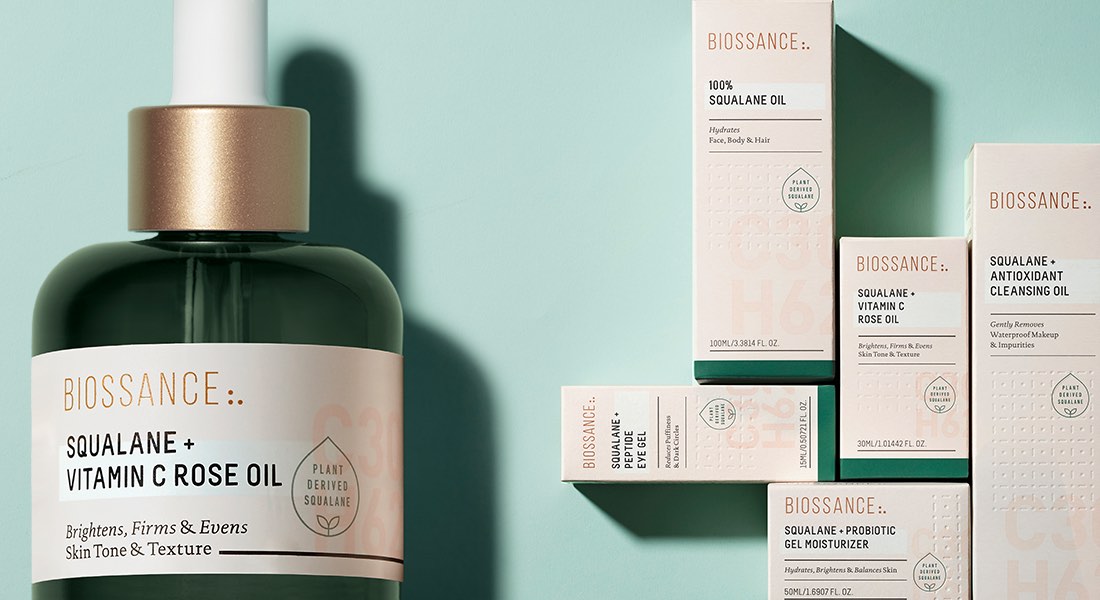 BIOSSANCE:.
SQUALANE +
VITAMIN C ROSE OIL
PLANT
DERIVED
SQUALANE
Brightens, Firms & Evens
Skin Tone & Texture
BIOSSANCE:.
100%
SQUALANE OIL
Hydrates
Face, Body & Hair
PLANT
DERIVED
SQUALANE
C30
H62
100ML/3.3814 FL. OZ.
BIOSSANCE:.
SQUALANE +
PEPTIDE
EYE GEL
Reduces Puffiness
& Dark Circles
PLANT
DERIVED
SQUALANE
15ML/0.50721 FL. OZ.
BIOSSANCE:.
SQUALANE +
VITAMIN C
ROSE OIL
Brightens, Firms & Evens
Skin Tone & Texture
PLANT
DERIVED
SQUALANE
30ML/1.01442 FL. OZ.
BIOSSANCE:.
SQUALANE + PROBIOTIC
GEL MOISTURIZER
Hydrates, Brightens & Balances Skin
PLANT
DERIVED
SQUALANE
50ML/1.6907 FL. OZ.
BIOSSANCE:.
SQUALANE +
ANTIOXIDANT
CLEANSING OIL
Gently Removes
Waterproof Makeup
& Impurities
PLANT
DERIVED
SQUALANE